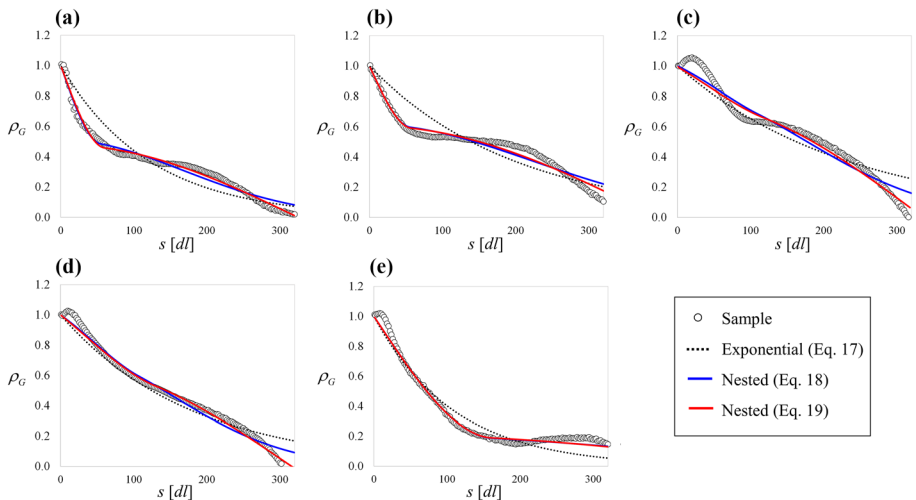 (a)
1.2
1.0
0.8
0.6
0.4
0.2
0.0
ρG
0 100 200 300
s [dl]
(b)
1.2
1.0
0.8
0.6
0.4
0.2
0.0
ρG
0 100 200 300
s [dl]
(c)
1.2
1.0
0.8
0.6
0.4
0.2
0.0
ρG
0 100 200 300
s [dl]
(d)
1.2
1.0
0.8
0.6
0.4
0.2
0.0
ρG
0 100 200 300
s [dl]
(e)
1.2
1.0
0.8
0.6
0.4
0.2
0.0
ρG
0 100 200 300
s [dl]
Sample
Exponential (Eq. 17)
Nested (Eq. 18)
Nested (Eq. 19)